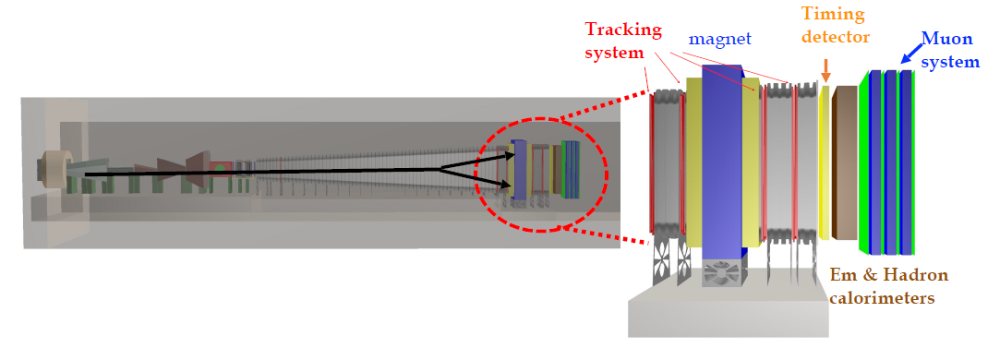 Tracking
system
magnet
Timing
detector
Muon
system
Em & Hadron
calorimeters